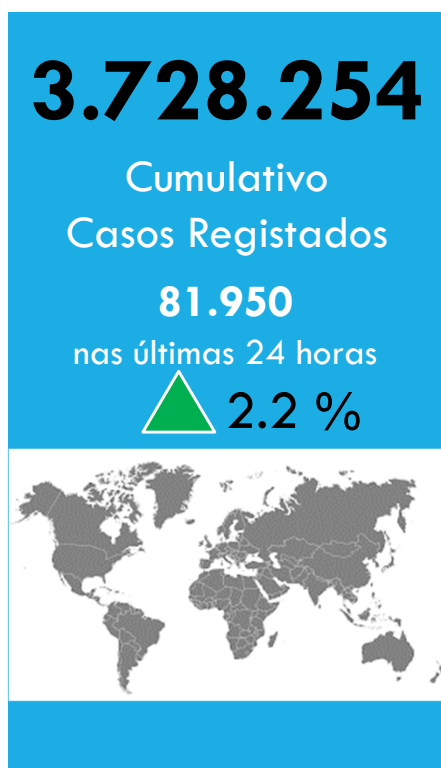 3.728.254
Cumulativo
Casos Registados
81.950
nas últimas 24 horas
2.2 %